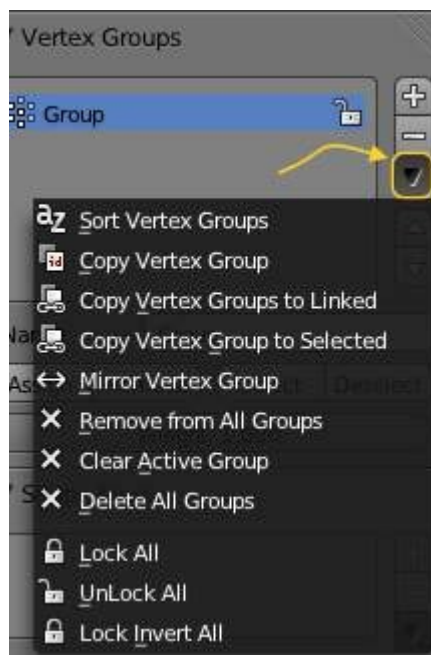 Vertex Groups
Group
Sort Vertex Groups
Copy Vertex Group
Copy Vertex Groups to Linked
Copy Vertex Group to Selected
Mirror Vertex Group
Remove from All Groups
Clear Active Group
Delete All Groups
Lock All
UnLock All
Lock Invert All